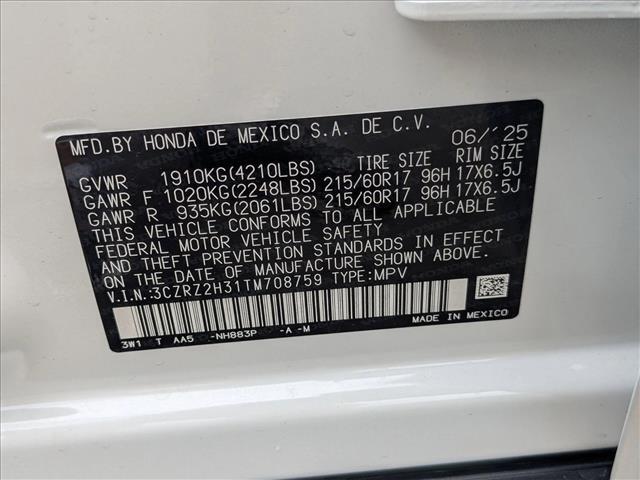 MFD.BY HONDA DE MEXICO S.A. DE C.V. 06/'25
TIRE SIZE RIM SIZE
GVWR 1910KG(4210LBS)
GAWR F 1020KG(2248LBS) 215/60R17 96H 17X6.5J
GAWR R 935KG(2061LBS) 215/60R17 96H 17X6.5J
THIS VEHICLE CONFORMS TO ALL APPLICABLE
FEDERAL MOTOR VEHICLE SAFETY
AND THEFT PREVENTION STANDARDS IN EFFECT
ON THE DATE OF MANUFACTURE SHOWN ABOVE.
V.I.N.:3CZRZ2H31TM708759 TYPE:MPV
3W1 T AA5 -NH883P -A -M MADE IN MEXICO